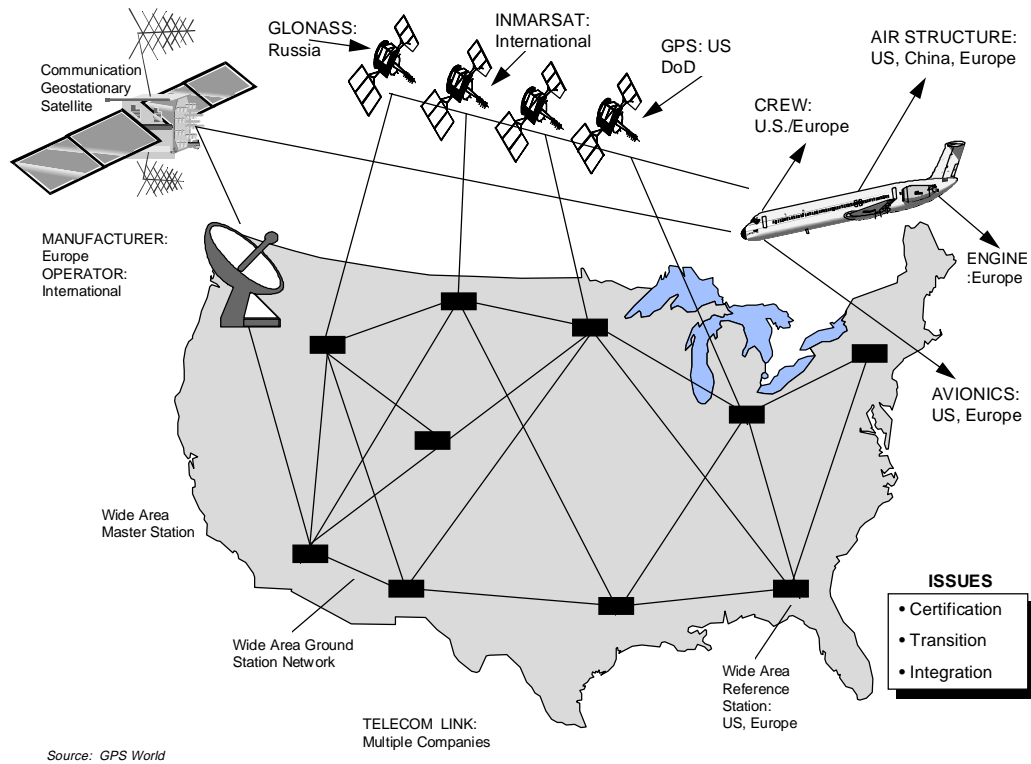 GLONASS:
Russia
INMARSAT:
International
GPS: US
DoD
AIR STRUCTURE:
US, China, Europe
Communication
Geostationary
Satellite
CREW:
U.S./Europe
MANUFACTURER:
Europe
OPERATOR:
International
ENGINE
:Europe
AVIONICS:
US, Europe
Wide Area
Master Station
Wide Area Ground
Station Network
Wide Area
Reference
Station:
US, Europe
ISSUES
• Certification
• Transition
• Integration
TELECOM LINK:
Multiple Companies
Source: GPS World